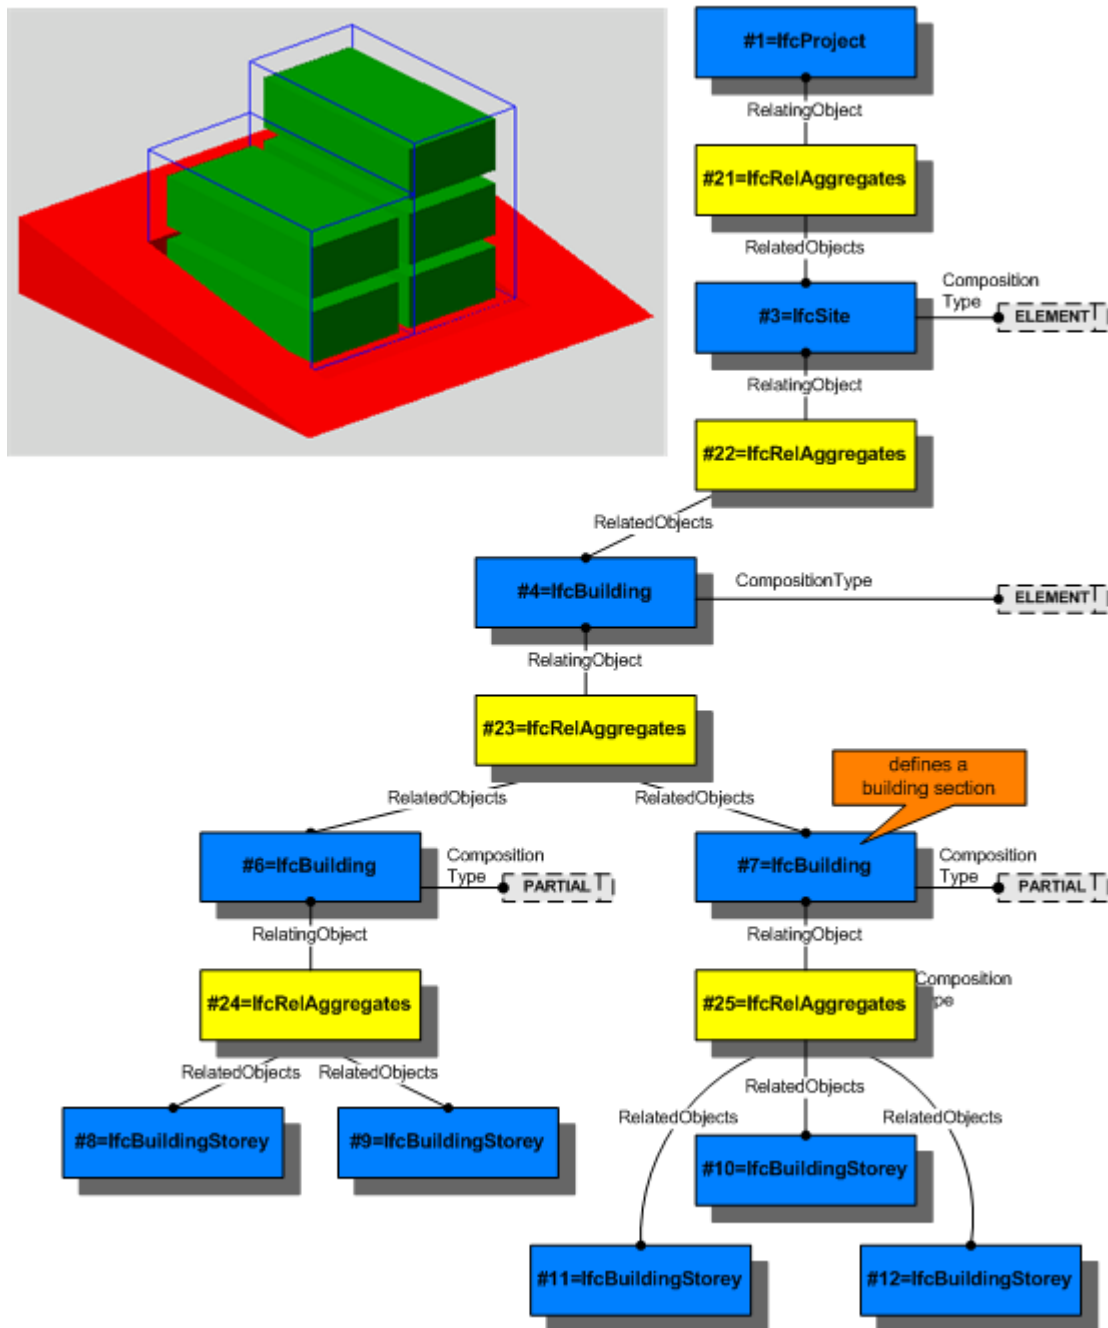 #1=IfcProject
RelatingObject
#21=IfcRelAggregates
RelatedObjects
Composition
Type
#3=IfcSite
ELEMENT
RelatingObject
#22=IfcRelAggregates
RelatedObjects
#4=IfcBuilding
CompositionType
ELEMENT
RelatingObject
#23=IfcRelAggregates
defines a
building section
RelatedObjects
RelatedObjects
#6=IfcBuilding
Composition
Type
PARTIAL
#7=IfcBuilding
Composition
Type
PARTIAL
RelatingObject
RelatingObject
#24=IfcRelAggregates
#25=IfcRelAggregates
Composition
ype
RelatedObjects
RelatedObjects
RelatedObjects
RelatedObjects
RelatedObjects
#8=IfcBuildingStorey
#9=IfcBuildingStorey
#10=IfcBuildingStorey
#11=IfcBuildingStorey
#12=IfcBuildingStorey